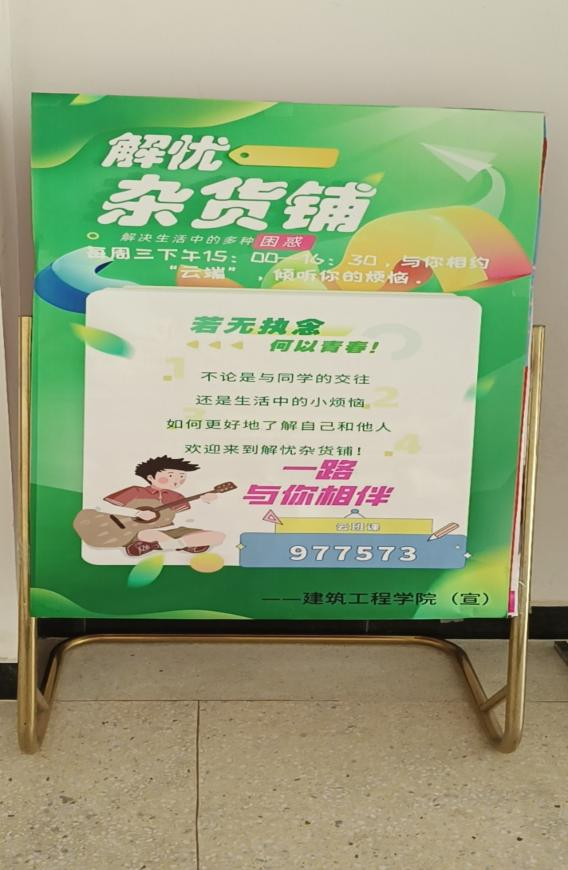 解忧
杂货铺
解决生活中的多种困惑
每周三下午15：00—16：30，与你相约
“云端”，倾听你的烦恼．
若无执念
何以青春！
1
不论是与同学的交往
2
还是生活中的小烦恼
3
如何更好地了解自己和他人
4
欢迎来到解忧杂货铺！
一路
与你相伴
云班课
977573
——建筑工程学院（宣）